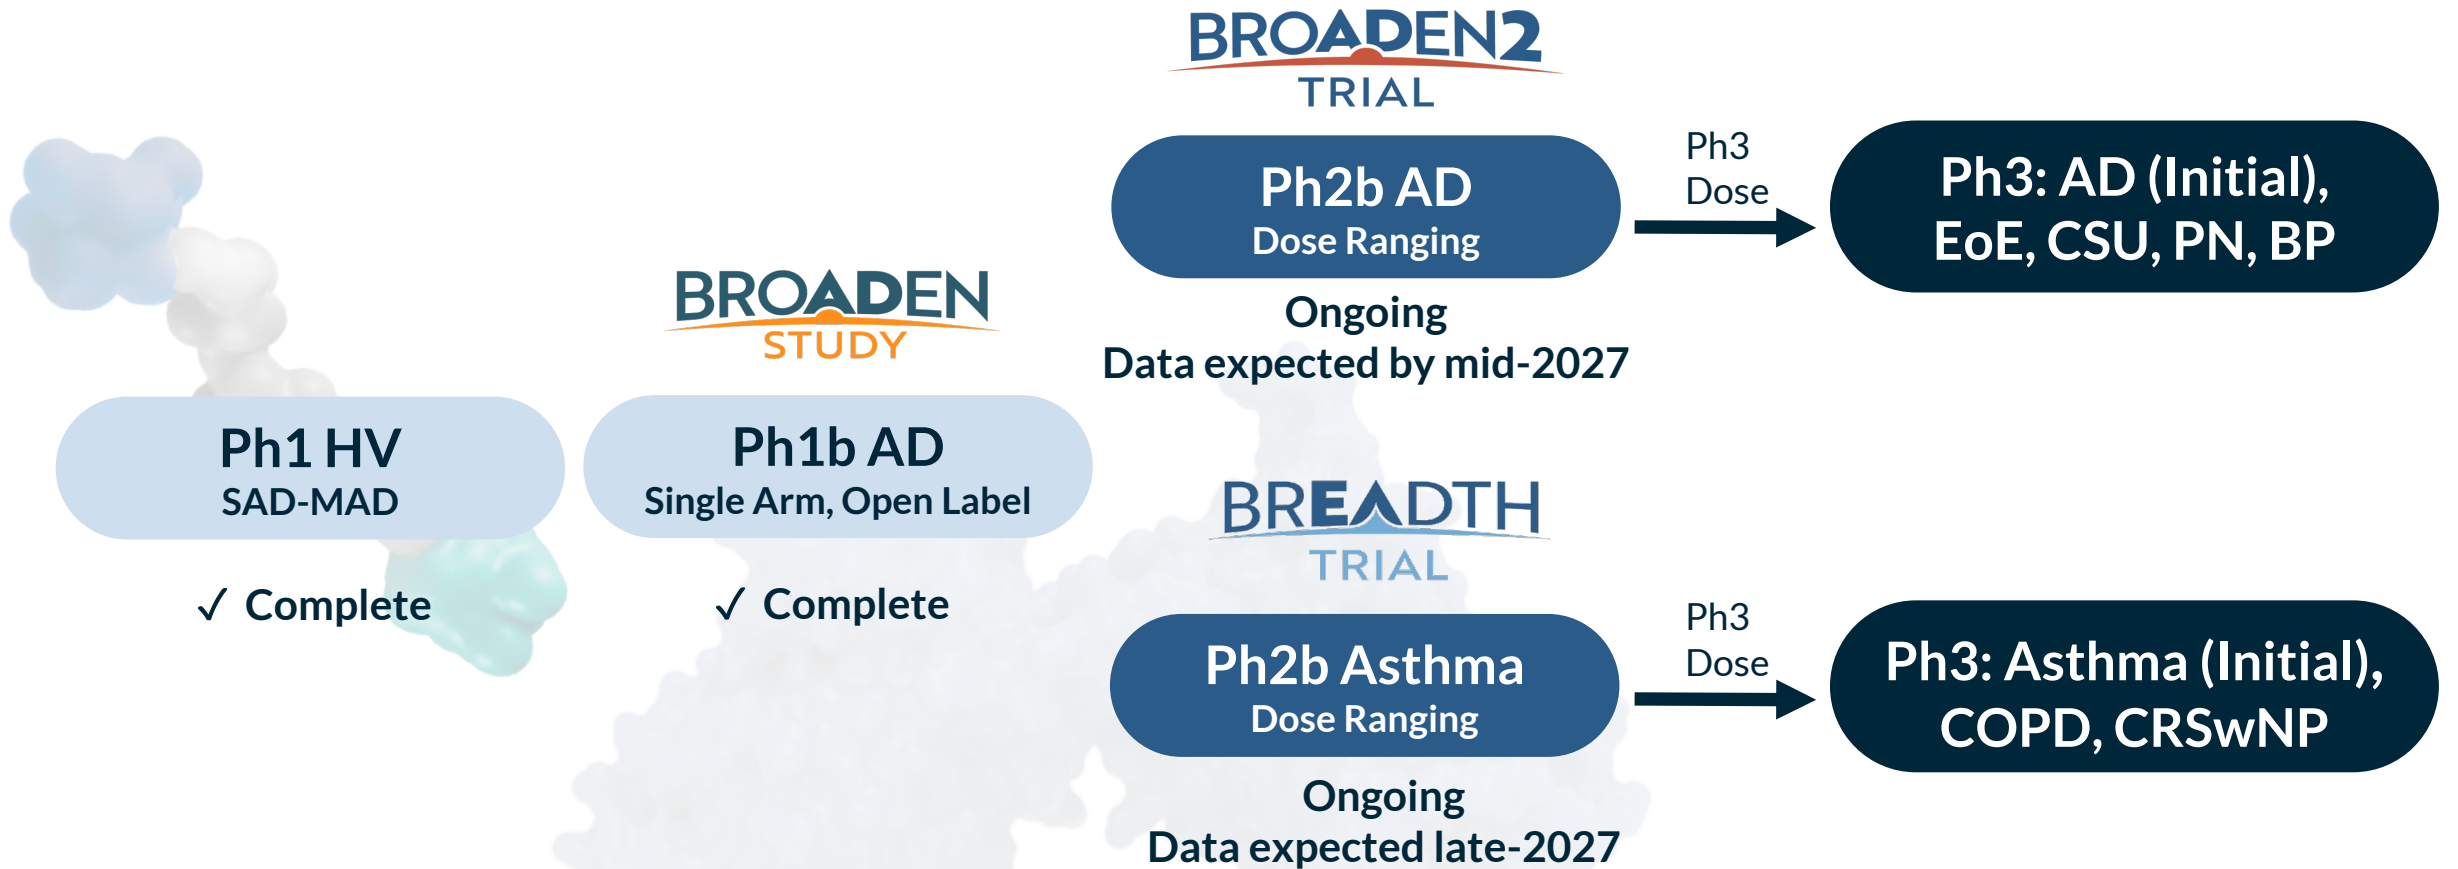 BROADEN2
TRIAL
Ph2b AD
Dose Ranging
Ongoing
Data expected by mid-2027
Ph3
Dose
Ph3: AD (Initial),
EoE, CSU, PN, BP
BROADEN
STUDY
Ph1 HV
SAD-MAD
✓ Complete
Ph1b AD
Single Arm, Open Label
✓ Complete
BREADTH
TRIAL
Ph2b Asthma
Dose Ranging
Ongoing
Data expected late-2027
Ph3
Dose
Ph3: Asthma (Initial),
COPD, CRSwNP